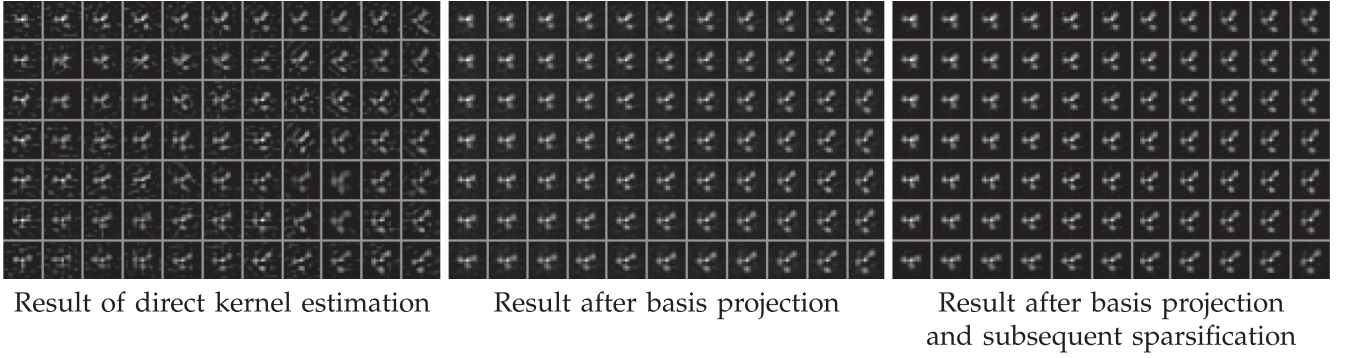 Result of direct kernel estimation
Result after basis projection
Result after basis projection
and subsequent sparsification